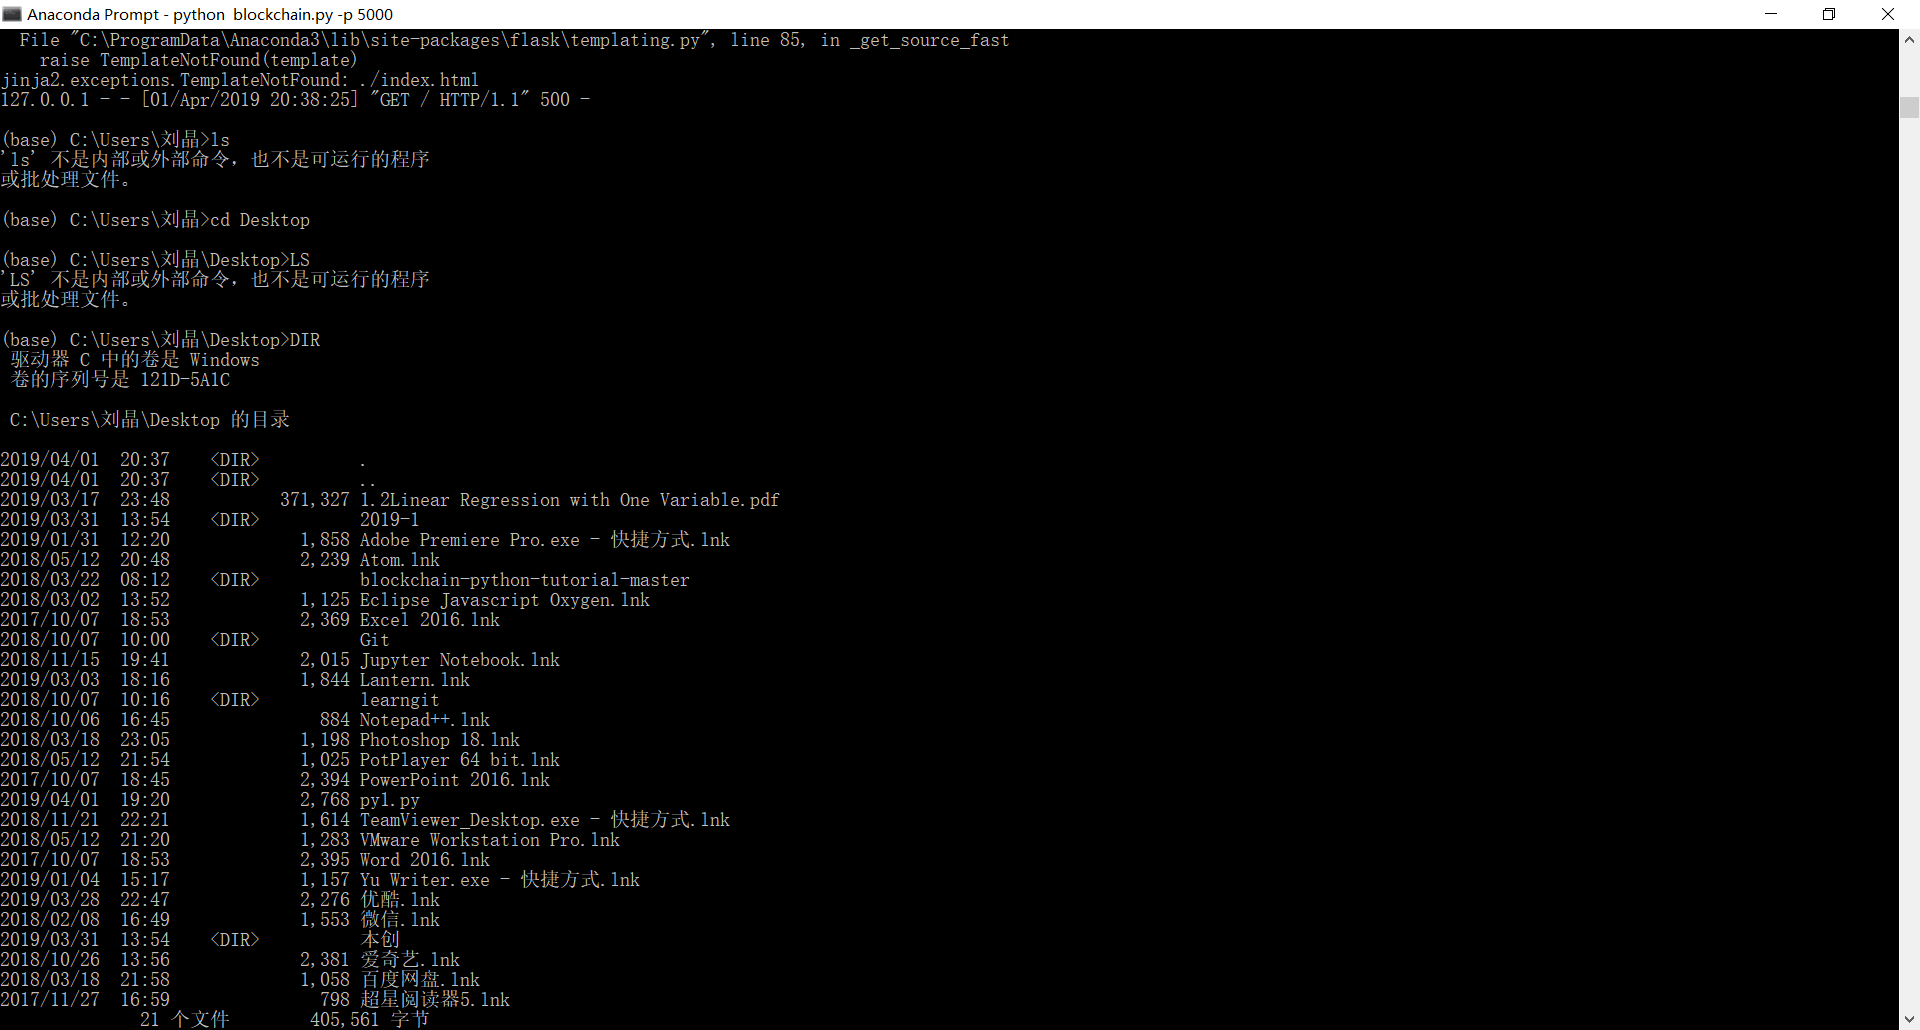 Anaconda Prompt - python  blockchain.py -p 5000
  File "C:\ProgramData\Anaconda3\lib\site-packages\flask\templating.py", line 85, in _get_source_fast
    raise TemplateNotFound(template)
jinja2.exceptions.TemplateNotFound: ./index.html
127.0.0.1 - - [01/Apr/2019 20:38:25] "GET / HTTP/1.1" 500 -
(base) C:\Users\刘晶>ls
'ls' 不是内部或外部命令，也不是可运行的程序
或批处理文件。
(base) C:\Users\刘晶>cd Desktop
(base) C:\Users\刘晶\Desktop>LS
'LS' 不是内部或外部命令，也不是可运行的程序
或批处理文件。
(base) C:\Users\刘晶\Desktop>DIR
 驱动器 C 中的卷是 Windows
 卷的序列号是 121D-5A1C
 C:\Users\刘晶\Desktop 的目录
2019/04/01  20:37    <DIR>          .
2019/04/01  20:37    <DIR>          ..
2019/03/17  23:48           371,327 1.2Linear Regression with One Variable.pdf
2019/03/31  13:54    <DIR>          2019-1
2019/01/31  12:20             1,858 Adobe Premiere Pro.exe - 快捷方式.lnk
2018/05/12  20:48             2,239 Atom.lnk
2018/03/22  08:12    <DIR>          blockchain-python-tutorial-master
2018/03/02  13:52             1,125 Eclipse Javascript Oxygen.lnk
2017/10/07  18:53             2,369 Excel 2016.lnk
2018/10/07  10:00    <DIR>          Git
2018/11/15  19:41             2,015 Jupyter Notebook.lnk
2019/03/03  18:16             1,844 Lantern.lnk
2018/10/07  10:16    <DIR>          learngit
2018/10/06  16:45               884 Notepad++.lnk
2018/03/18  23:05             1,198 Photoshop 18.lnk
2018/05/12  21:54             1,025 PotPlayer 64 bit.lnk
2017/10/07  18:45             2,394 PowerPoint 2016.lnk
2019/04/01  19:20             2,768 py1.py
2018/11/21  22:21             1,614 TeamViewer_Desktop.exe - 快捷方式.lnk
2018/05/12  21:20             1,283 VMware Workstation Pro.lnk
2017/10/07  18:53             2,395 Word 2016.lnk
2019/01/04  15:17             1,157 Yu Writer.exe - 快捷方式.lnk
2019/03/28  22:47             2,276 优酷.lnk
2018/02/08  16:49             1,553 微信.lnk
2019/03/31  13:54    <DIR>          本创
2018/10/26  13:56             2,381 爱奇艺.lnk
2018/03/18  21:58             1,058 百度网盘.lnk
2017/11/27  16:59               798 超星阅读器5.lnk
              21 个文件        405,561 字节